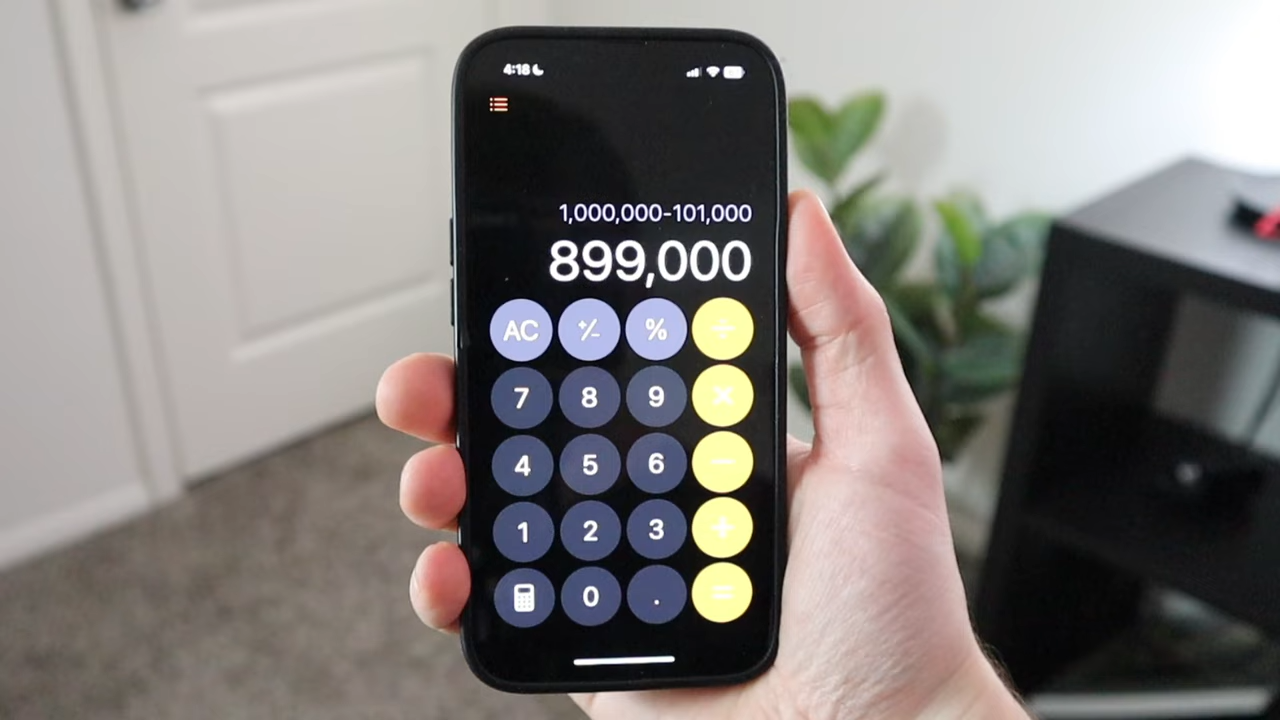 4:18
1,000,000-101,000
899,000
AC +/- % ÷
7 8 9 ×
4 5 6 −
1 2 3 +
0 . =